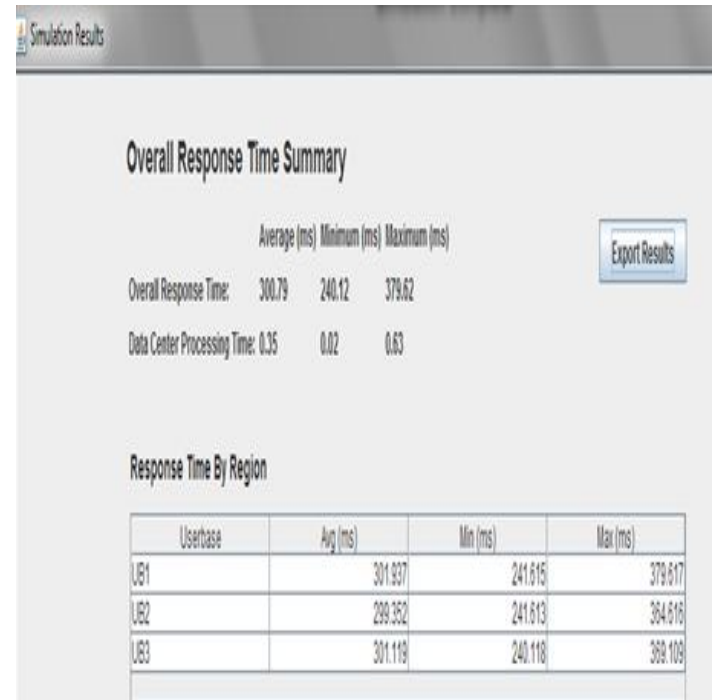 Simulation Results
Overall Response Time Summary
Average (ms) Minimum (ms) Maximum (ms)
Export Results
Overall Response Time: 300.79 240.12 379.62
Data Center Processing Time: 0.35 0.02 0.63
Response Time By Region
Userbase Avg (ms) Min (ms) Max (ms)
UB1 301.937 241.615 379.617
UB2 299.352 241.613 364.616
UB3 301.119 240.118 369.109